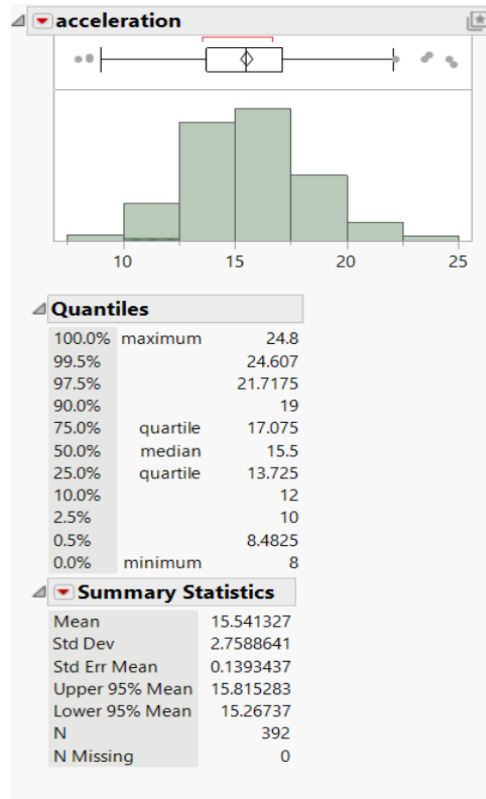 acceleration
10 15 20 25
Quantiles
100.0% maximum 24.8
99.5% 24.607
97.5% 21.7175
90.0% 19
75.0% quartile 17.075
50.0% median 15.5
25.0% quartile 13.725
10.0% 12
2.5% 10
0.5% 8.4825
0.0% minimum 8
Summary Statistics
Mean 15.541327
Std Dev 2.7588641
Std Err Mean 0.1393437
Upper 95% Mean 15.815283
Lower 95% Mean 15.26737
N 392
N Missing 0